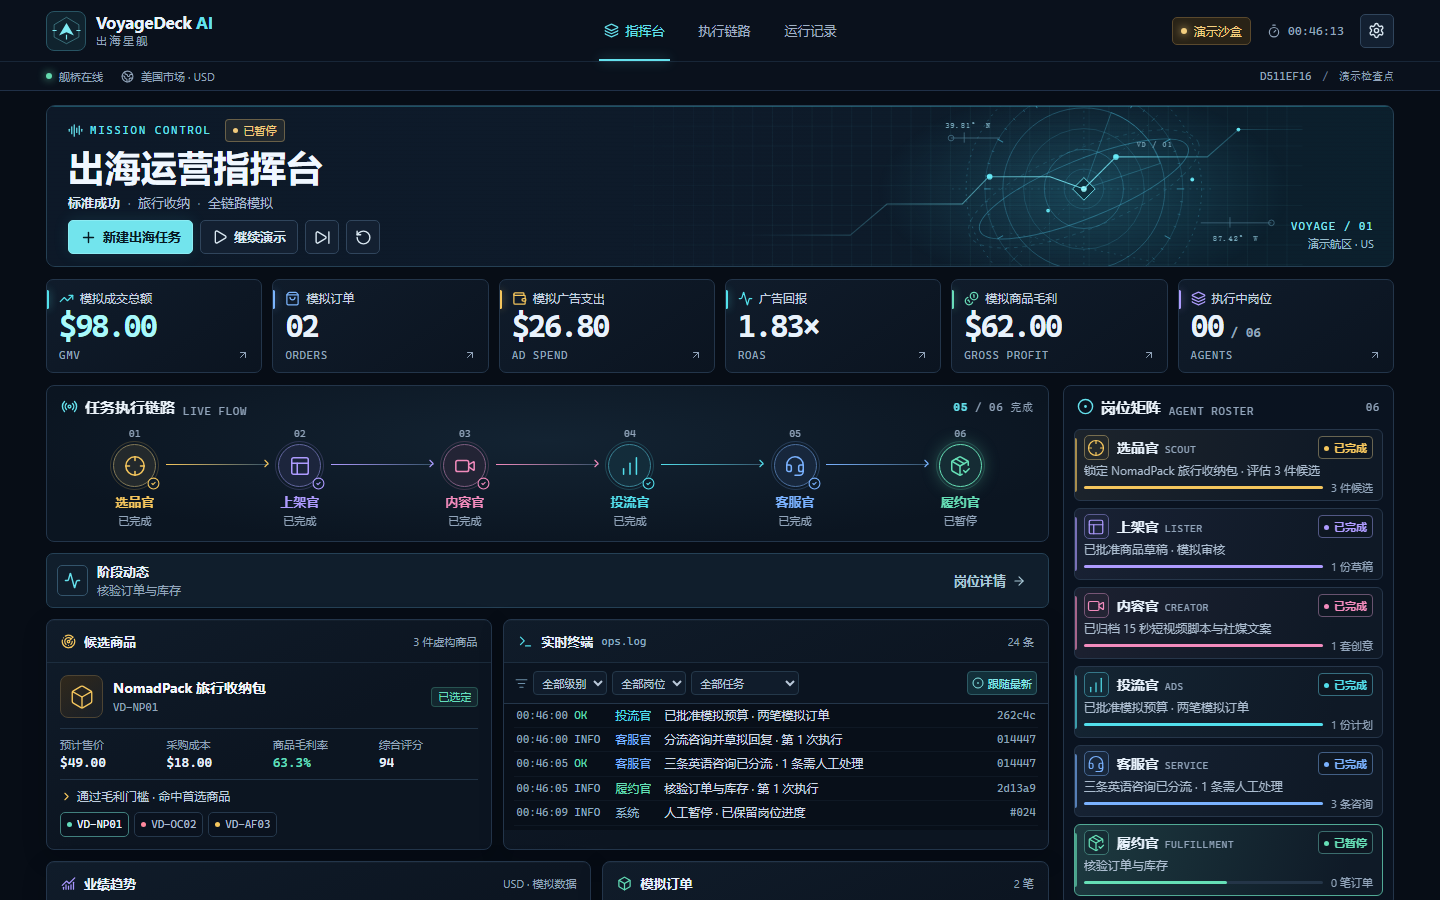 VoyageDeck AI
出海星舰
指挥台
执行链路
运行记录
演示沙盒
00:46:13
舰桥在线
美国市场 · USD
D511EF16 / 演示检查点
MISSION CONTROL
已暂停
出海运营指挥台
标准成功 · 旅行收纳 · 全链路模拟
新建出海任务
继续演示
39.81° N
VD / 01
87.42° W
VOYAGE / 01
演示航区 · US
模拟成交总额
$98.00
GMV
模拟订单
02
ORDERS
模拟广告支出
$26.80
AD SPEND
广告回报
1.83×
ROAS
模拟商品毛利
$62.00
GROSS PROFIT
执行中岗位
00 / 06
AGENTS
任务执行链路 LIVE FLOW
05 / 06 完成
01
选品官
已完成
02
上架官
已完成
03
内容官
已完成
04
投流官
已完成
05
客服官
已完成
06
履约官
已暂停
阶段动态
核验订单与库存
岗位详情
候选商品
3 件虚构商品
NomadPack 旅行收纳包
VD-NP01
已选定
预计售价
$49.00
采购成本
$18.00
商品毛利率
63.3%
综合评分
94
通过毛利门槛 · 命中首选商品
VD-NP01
VD-OC02
VD-AF03
实时终端 ops.log
24 条
全部级别
全部岗位
全部任务
跟随最新
00:46:00 OK 投流官 已批准模拟预算 · 两笔模拟订单 262c4c
00:46:00 INFO 客服官 分流咨询并草拟回复 · 第 1 次执行 014447
00:46:05 OK 客服官 三条英语咨询已分流 · 1 条需人工处理 014447
00:46:05 INFO 履约官 核验订单与库存 · 第 1 次执行 2d13a9
00:46:09 INFO 系统 人工暂停 · 已保留岗位进度 #024
业绩趋势
USD · 模拟数据
模拟订单
2 笔
岗位矩阵 AGENT ROSTER
06
选品官 SCOUT
已完成
锁定 NomadPack 旅行收纳包 · 评估 3 件候选
3 件候选
上架官 LISTER
已完成
已批准商品草稿 · 模拟审核
1 份草稿
内容官 CREATOR
已完成
已归档 15 秒短视频脚本与社媒文案
1 套创意
投流官 ADS
已完成
已批准模拟预算 · 两笔模拟订单
1 份计划
客服官 SERVICE
已完成
三条英语咨询已分流 · 1 条需人工处理
3 条咨询
履约官 FULFILLMENT
已暂停
核验订单与库存
0 笔订单